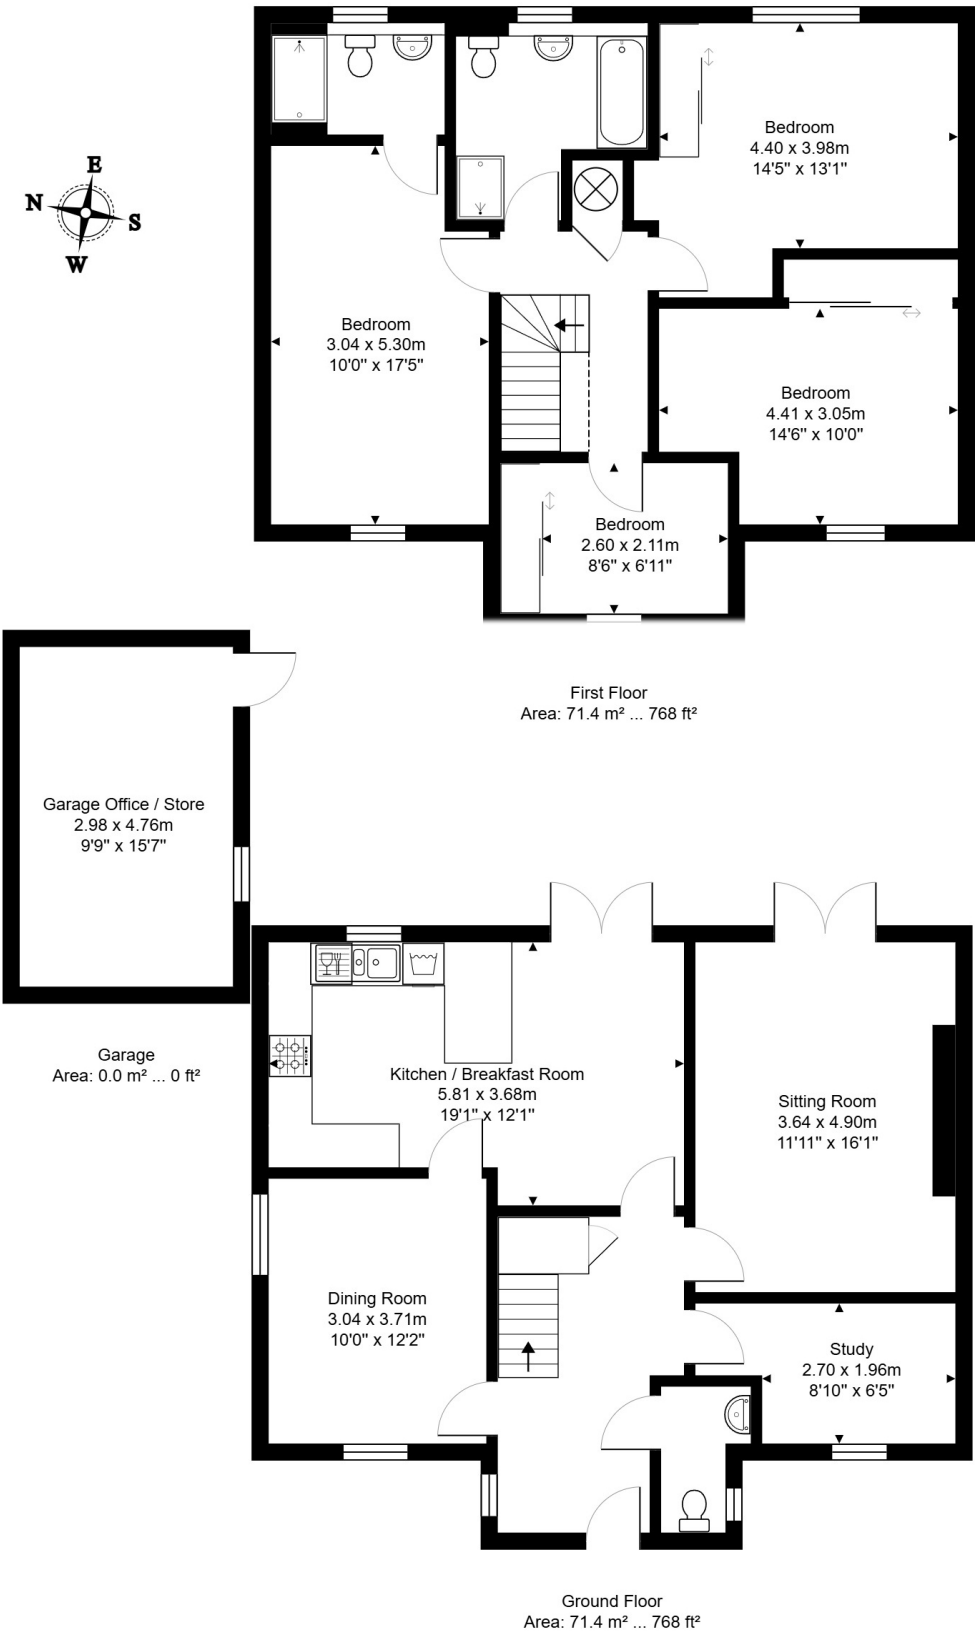 Bedroom
4.40 x 3.98m
14'5" x 13'1"
E
N
S
W
Bedroom
3.04 x 5.30m
10'0" x 17'5"
Bedroom
4.41 x 3.05m
14'6" x 10'0"
Bedroom
2.60 x 2.11m
8'6" x 6'11"
First Floor
Area: 71.4 m² ... 768 ft²
Garage Office / Store
2.98 x 4.76m
9'9" x 15'7"
Garage
Area: 0.0 m² ... 0 ft²
Kitchen / Breakfast Room
5.81 x 3.68m
19'1" x 12'1"
Sitting Room
3.64 x 4.90m
11'11" x 16'1"
Dining Room
3.04 x 3.71m
10'0" x 12'2"
Study
2.70 x 1.96m
8'10" x 6'5"
Ground Floor
Area: 71.4 m² ... 768 ft²